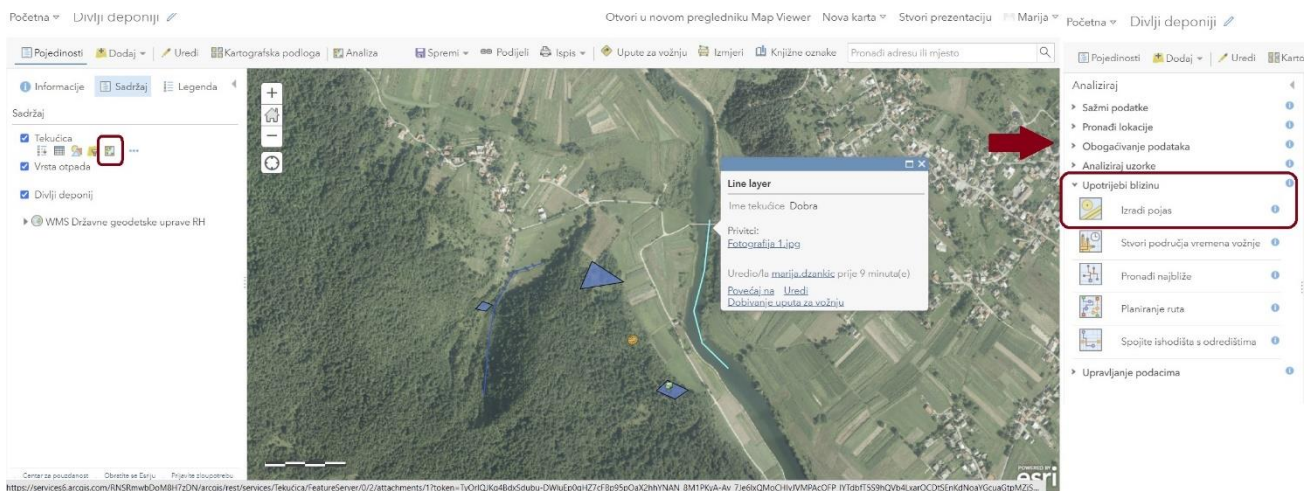 Početna Divlji deponiji
Otvori u novom pregledniku Map Viewer Nova karta Stvori prezentaciju Marija
Pojedinosti Dodaj Uredi Kartografska podloga Analiza Spremi Podijeli Ispis Upute za vožnju Izmjeri Knjižne oznake Pronađi adresu ili mjesto
Informacije Sadržaj Legenda
Sadržaj
Tekućica
Vrsta otpada
Divlji deponij
WMS Državne geodetske uprave RH
Line layer
Ime tekućice Dobra
Privitci:
Fotografija 1.jpg
Uredio/la marija.dzankic prije 9 minuta(e)
Povećaj na Uredi
Dobivanje uputa za vožnju
POWERED BY
esri
Centar za pouzdanost Obratite se Esriju Prijavite zloupotrebu
Početna Divlji deponiji
Pojedinosti Dodaj Uredi Karto
Analiziraj
Sažmi podatke
Pronađi lokacije
Obogaćivanje podataka
Analiziraj uzorke
Upotrijebi blizinu
Izradi pojas
Stvori područja vremena vožnje
Pronađi najbliže
Planiranje ruta
Spojite ishodišta s odredištima
Upravljanje podacima